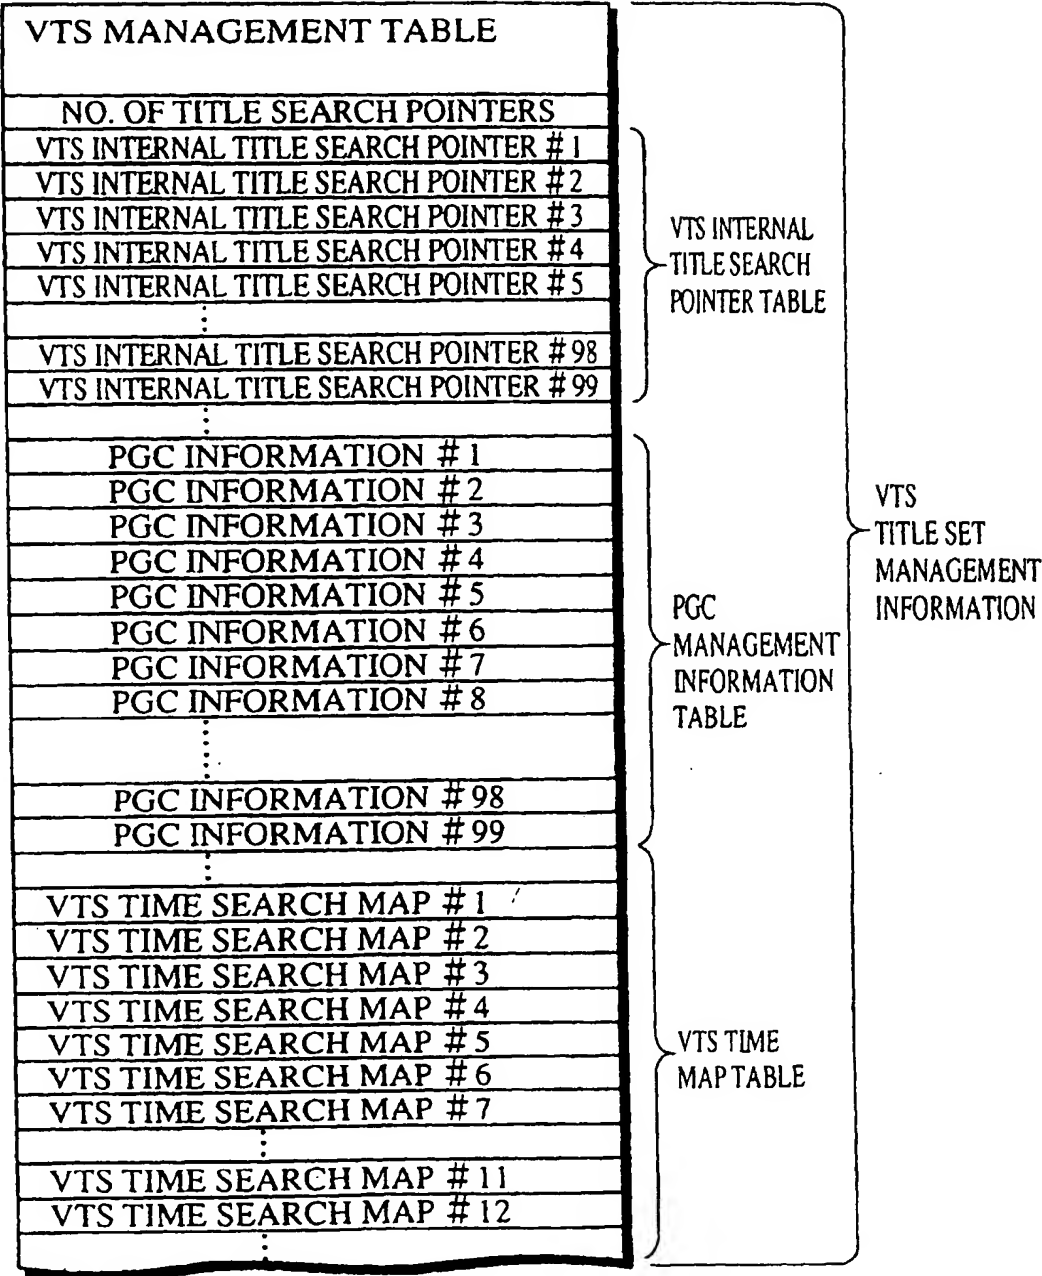 VTS MANAGEMENT TABLE
NO. OF TITLE SEARCH POINTERS
VTS INTERNAL TITLE SEARCH POINTER #1
VTS INTERNAL TITLE SEARCH POINTER #2
VTS INTERNAL TITLE SEARCH POINTER #3
VTS INTERNAL TITLE SEARCH POINTER #4
VTS INTERNAL TITLE SEARCH POINTER #5
VTS INTERNAL TITLE SEARCH POINTER #98
VTS INTERNAL TITLE SEARCH POINTER #99
VTS INTERNAL
TITLE SEARCH
POINTER TABLE
PGC INFORMATION #1
PGC INFORMATION #2
PGC INFORMATION #3
PGC INFORMATION #4
PGC INFORMATION #5
PGC INFORMATION #6
PGC INFORMATION #7
PGC INFORMATION #8
PGC INFORMATION #98
PGC INFORMATION #99
PGC
MANAGEMENT
INFORMATION
TABLE
VTS TIME SEARCH MAP #1
VTS TIME SEARCH MAP #2
VTS TIME SEARCH MAP #3
VTS TIME SEARCH MAP #4
VTS TIME SEARCH MAP #5
VTS TIME SEARCH MAP #6
VTS TIME SEARCH MAP #7
VTS TIME SEARCH MAP #11
VTS TIME SEARCH MAP #12
VTS TIME
MAP TABLE
VTS
TITLE SET
MANAGEMENT
INFORMATION